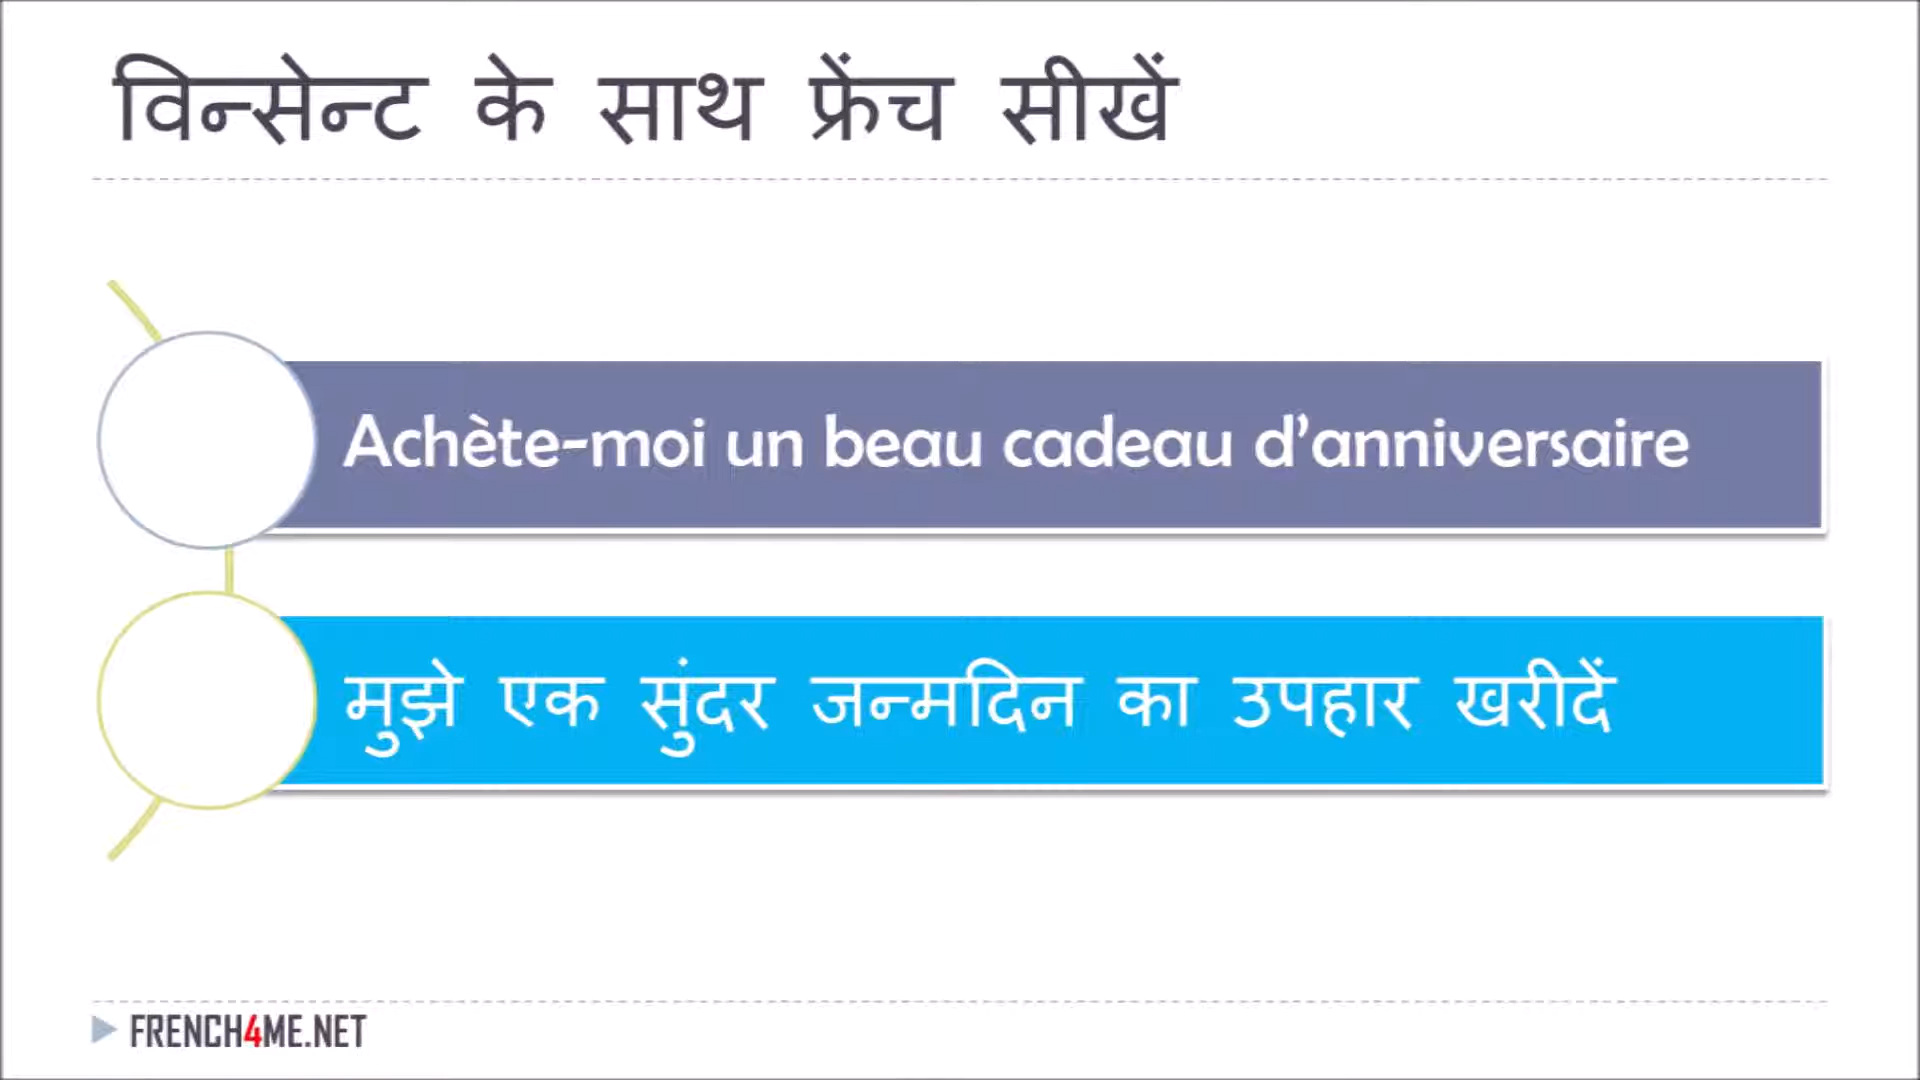 विन्सेन्ट के साथ फ्रेंच सीखें
Achète-moi un beau cadeau d’anniversaire
मुझे एक सुंदर जन्मदिन का उपहार खरीदें
FRENCH4ME.NET